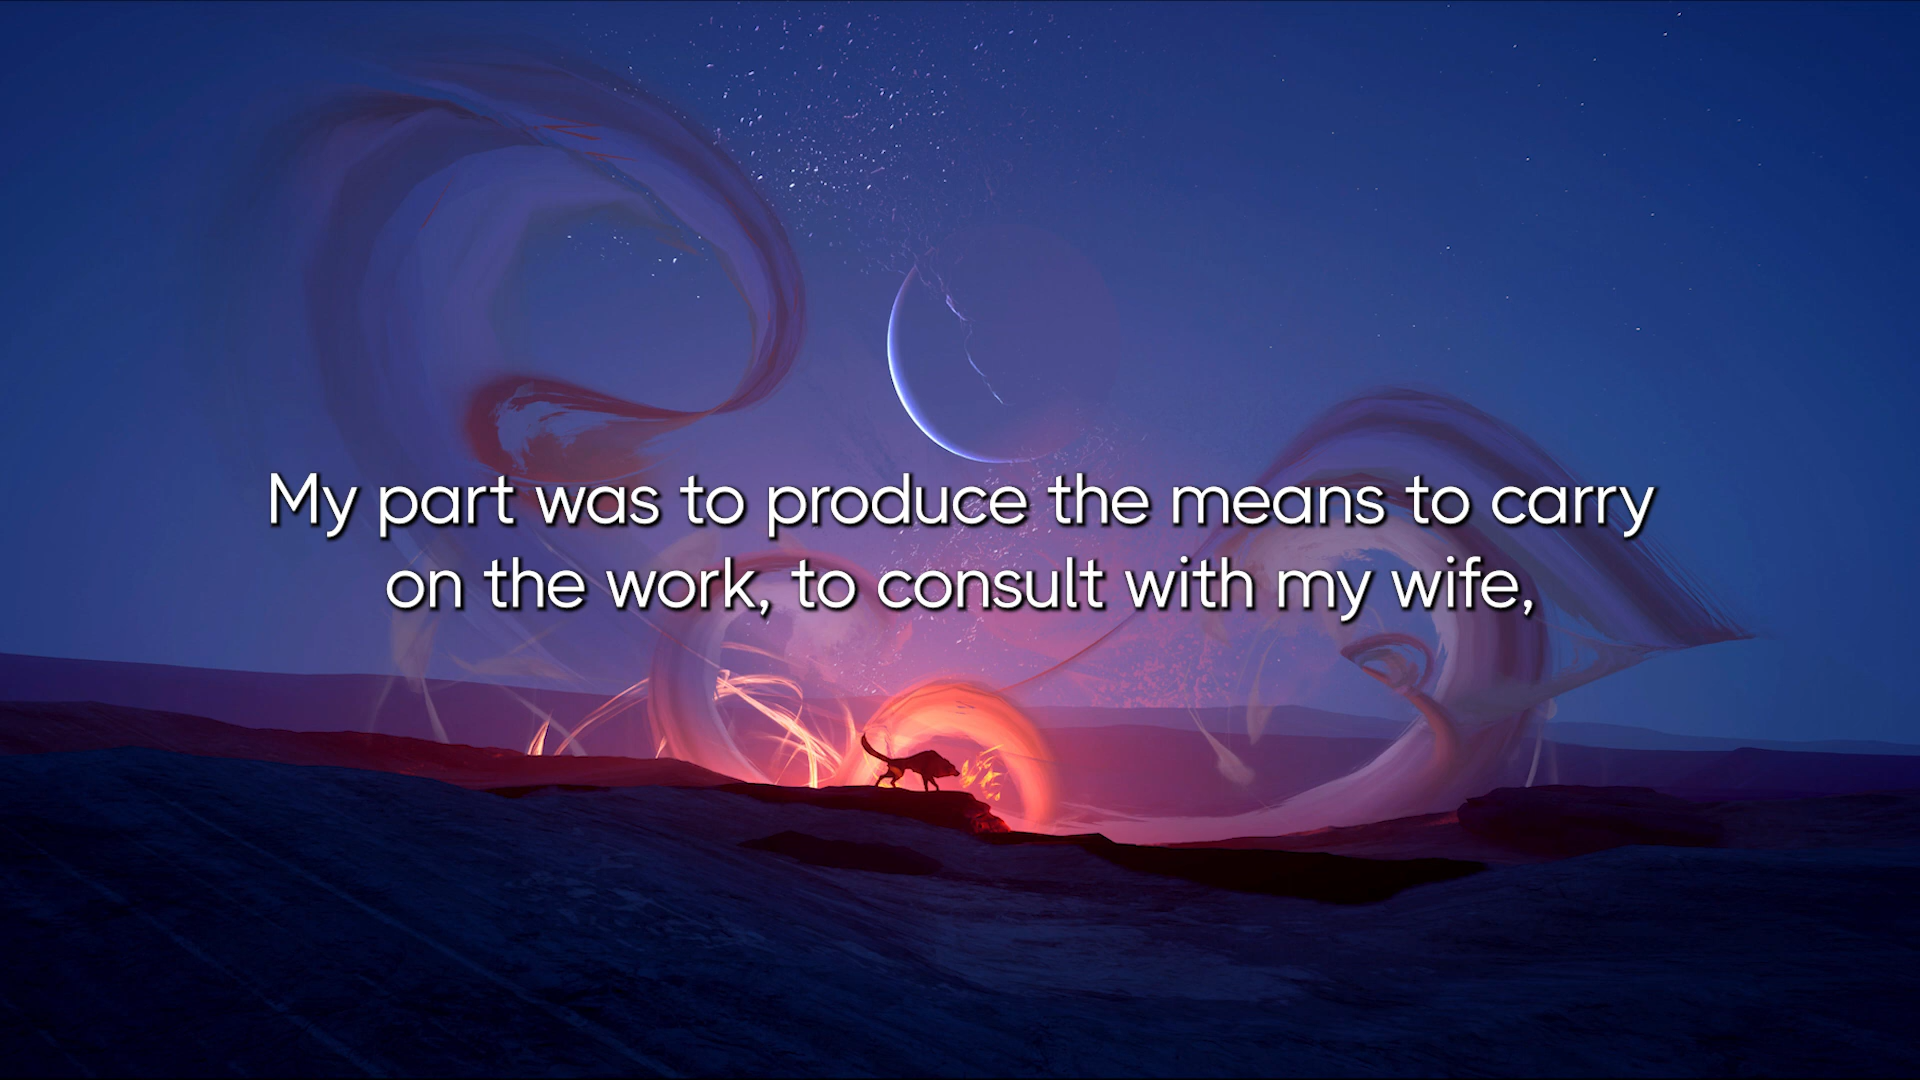 My part was to produce the means to carry
on the work, to consult with my wife,